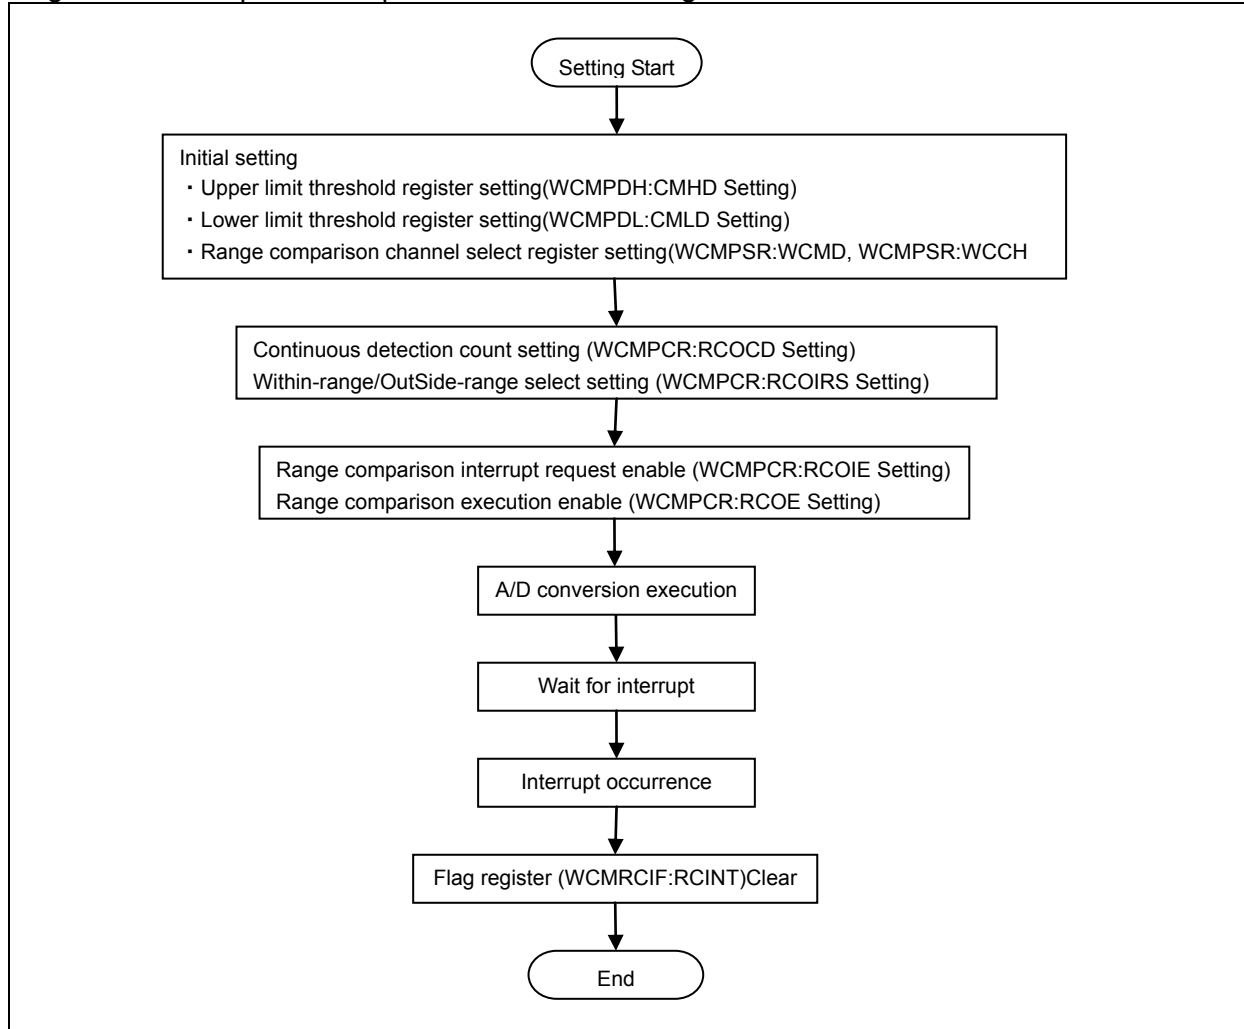 Setting Start
Initial setting
・Upper limit threshold register setting(WCMPDH:CMHD Setting)
・Lower limit threshold register setting(WCMPDL:CMLD Setting)
・Range comparison channel select register setting(WCMPSR:WCMD, WCMPSR:WCCH
Continuous detection count setting (WCMPCR:RCOCD Setting)
Within-range/OutSide-range select setting (WCMPCR:RCOIRS Setting)
Range comparison interrupt request enable (WCMPCR:RCOIE Setting)
Range comparison execution enable (WCMPCR:RCOE Setting)
A/D conversion execution
Wait for interrupt
Interrupt occurrence
Flag register (WCMRCIF:RCINT)Clear
End